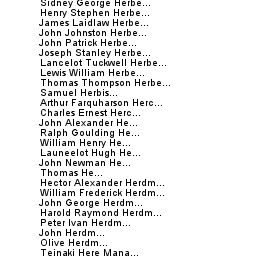 Sidney George Herbe...
Henry Stephen Herbe...
James Laidlaw Herbe...
John Johnston Herbe...
John Patrick Herbe...
Joseph Stanley Herbe...
Lancelot Tuckwell Herbe...
Lewis William Herbe...
Thomas Thompson Herbe...
Samuel Herbis...
Arthur Farquharson Herc...
Charles Ernest Herc...
John Alexander He...
Ralph Goulding He...
William Henry He...
Launeelot Hugh He...
John Newman He...
Thomas He...
Hector Alexander Herdm...
William Frederick Herdm...
John George Herdm...
Harold Raymond Herdm...
Peter Ivan Herdm...
John Herdm...
Olive Herdm...
Teinaki Here Mana...